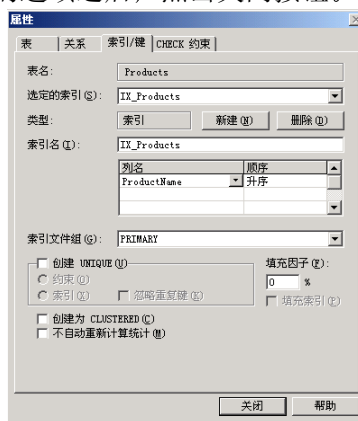 属性
表 关系 索引/键 CHECK 约束
表名: Products
选定的索引(S): IX_Products
类型: 索引 新建(N) 删除(D)
索引名(I): IX_Products
列名 顺序
ProductName 升序
索引文件组(G): PRIMARY
创建 UNIQUE(U) 填充因子(F):
约束(O) 0 %
索引(X) 忽略重复键(K) 填充索引(P)
创建为 CLUSTERED(C)
不自动重新计算统计(M)
关闭 帮助